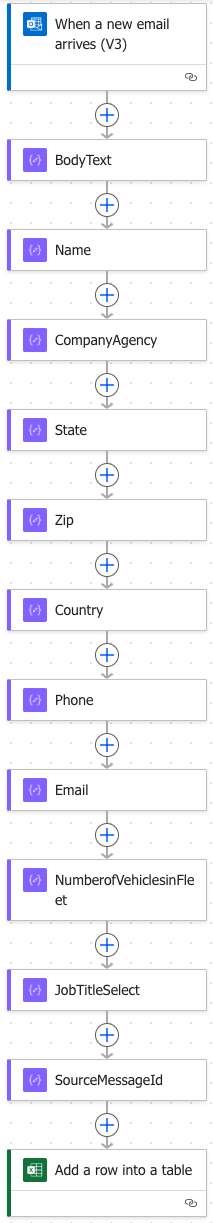 When a new email
arrives (V3)
BodyText
Name
CompanyAgency
State
Zip
Country
Phone
Email
NumberofVehiclesinFle
et
JobTitleSelect
SourceMessageId
Add a row into a table